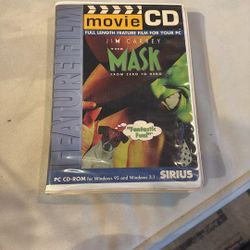 movie CD
FULL LENGTH FEATURE FILM FOR YOUR PC
JIM CARREY
THE
MASK
FROM ZERO TO HERO
FEATURE FILM
"Fantastic
Fun!"
PC CD-ROM for Windows 95 and Windows 3.1
SIRIUS